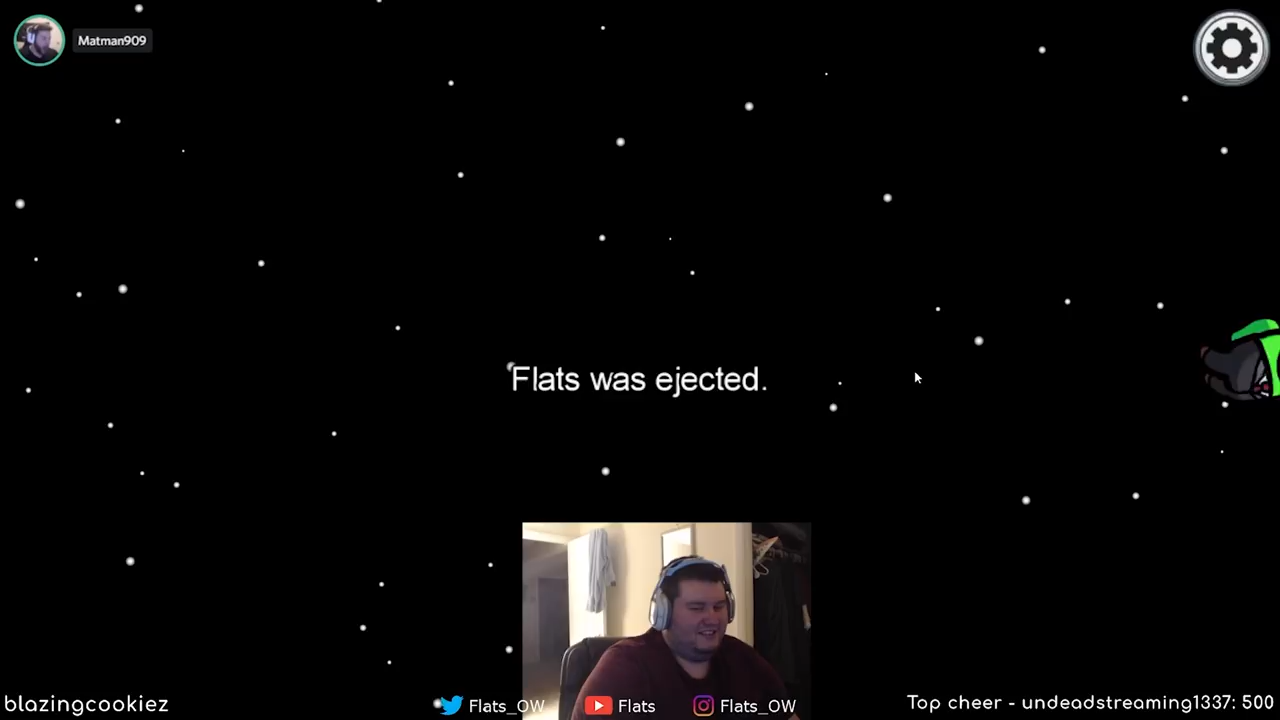 Matman909
Flats was ejected.
blazingcookiez
Flats_OW
Flats
Flats_OW
Top cheer - undeadstreaming1337: 500